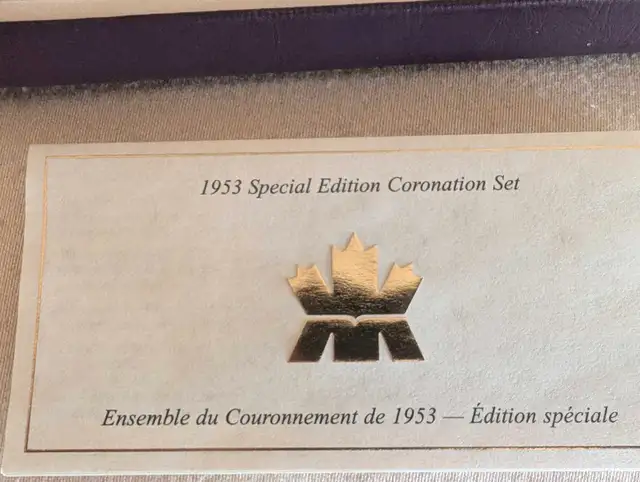 1953 Special Edition Coronation Set
Ensemble du Couronnement de 1953 — Édition spéciale